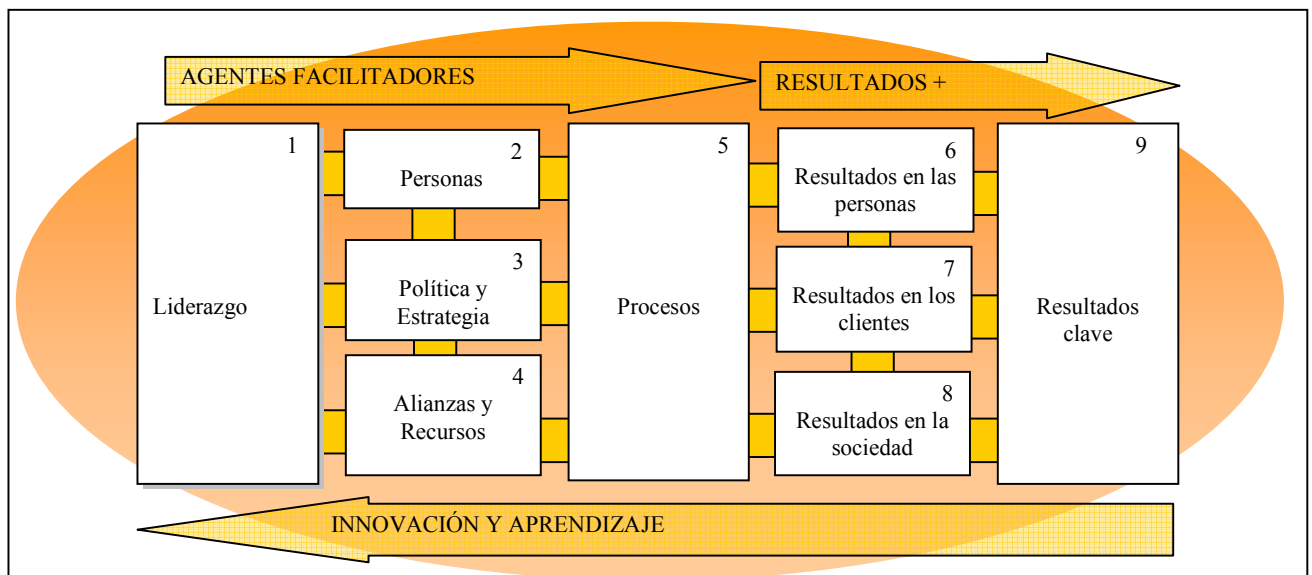 AGENTES FACILITADORES
RESULTADOS +
1
Liderazgo
2
Personas
3
Política y
Estrategia
4
Alianzas y
Recursos
5
Procesos
6
Resultados en las
personas
7
Resultados en los
clientes
8
Resultados en la
sociedad
9
Resultados
clave
INNOVACIÓN Y APRENDIZAJE